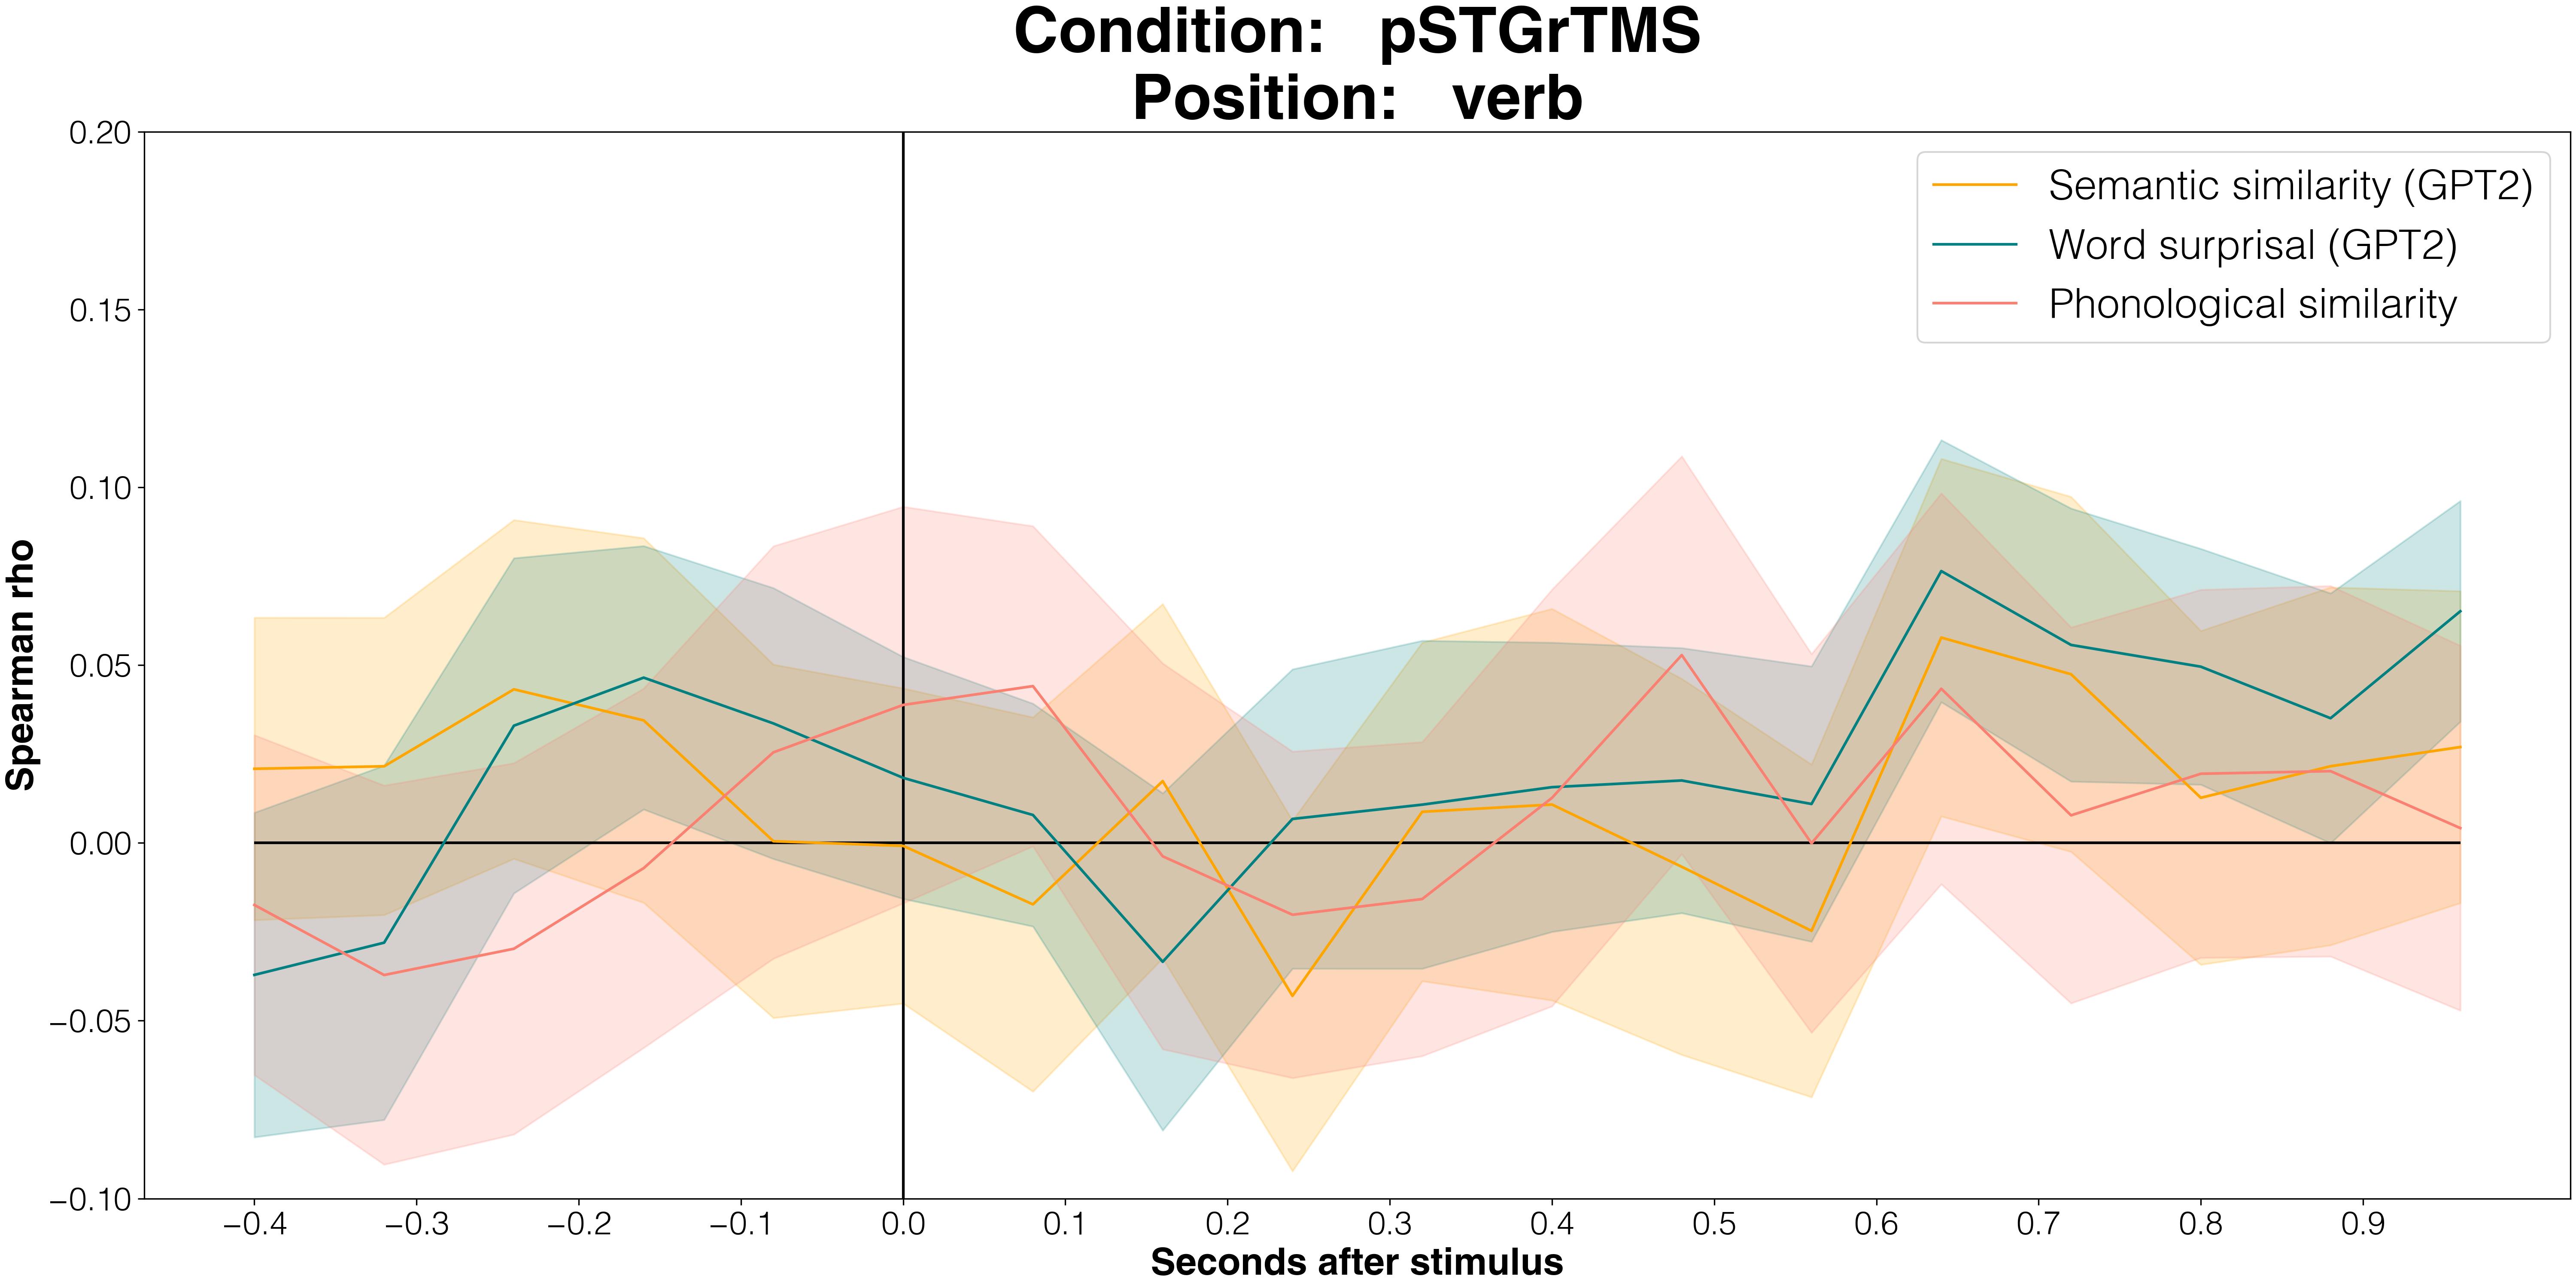 Condition: pSTGrTMS
Position: verb
Spearman rho
0.20
0.15
0.10
0.05
0.00
−0.05
−0.10
Semantic similarity (GPT2)
Word surprisal (GPT2)
Phonological similarity
−0.4 −0.3 −0.2 −0.1 0.0 0.1 0.2 0.3 0.4 0.5 0.6 0.7 0.8 0.9
Seconds after stimulus